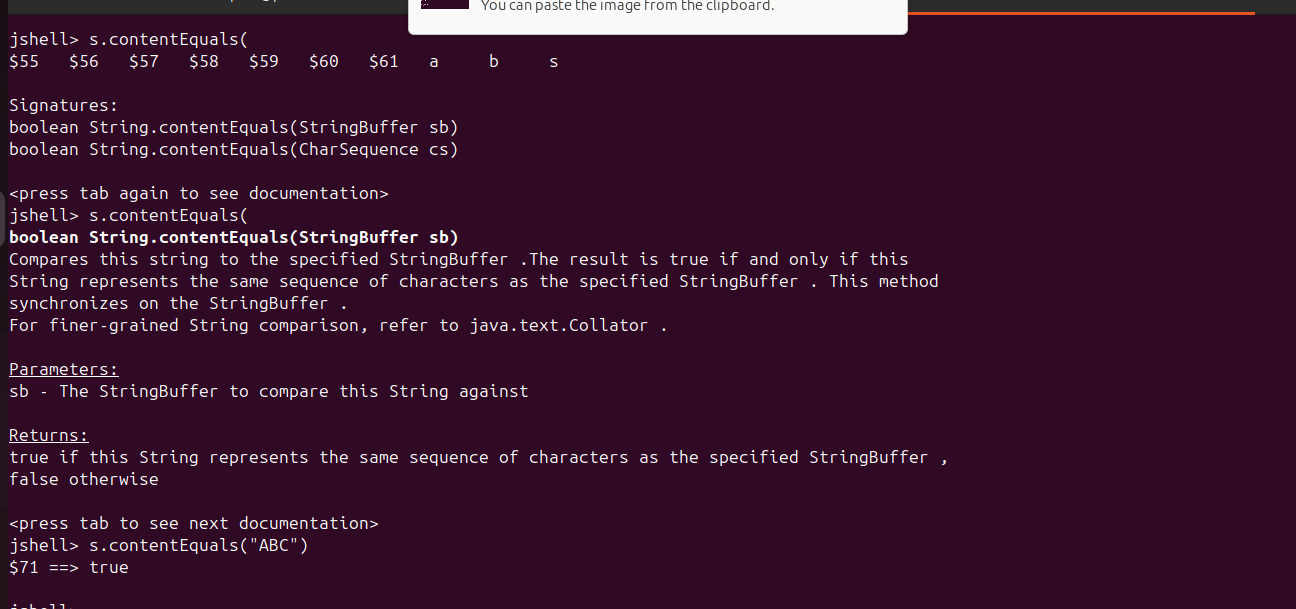 You can paste the image from the clipboard.
jshell> s.contentEquals(
$55 $56 $57 $58 $59 $60 $61 a b s
Signatures:
boolean String.contentEquals(StringBuffer sb)
boolean String.contentEquals(CharSequence cs)
<press tab again to see documentation>
jshell> s.contentEquals(
boolean String.contentEquals(StringBuffer sb)
Compares this string to the specified StringBuffer .The result is true if and only if this
String represents the same sequence of characters as the specified StringBuffer . This method
synchronizes on the StringBuffer .
For finer-grained String comparison, refer to java.text.Collator .
Parameters:
sb - The StringBuffer to compare this String against
Returns:
true if this String represents the same sequence of characters as the specified StringBuffer ,
false otherwise
<press tab to see next documentation>
jshell> s.contentEquals("ABC")
$71 ==> true
jshell>